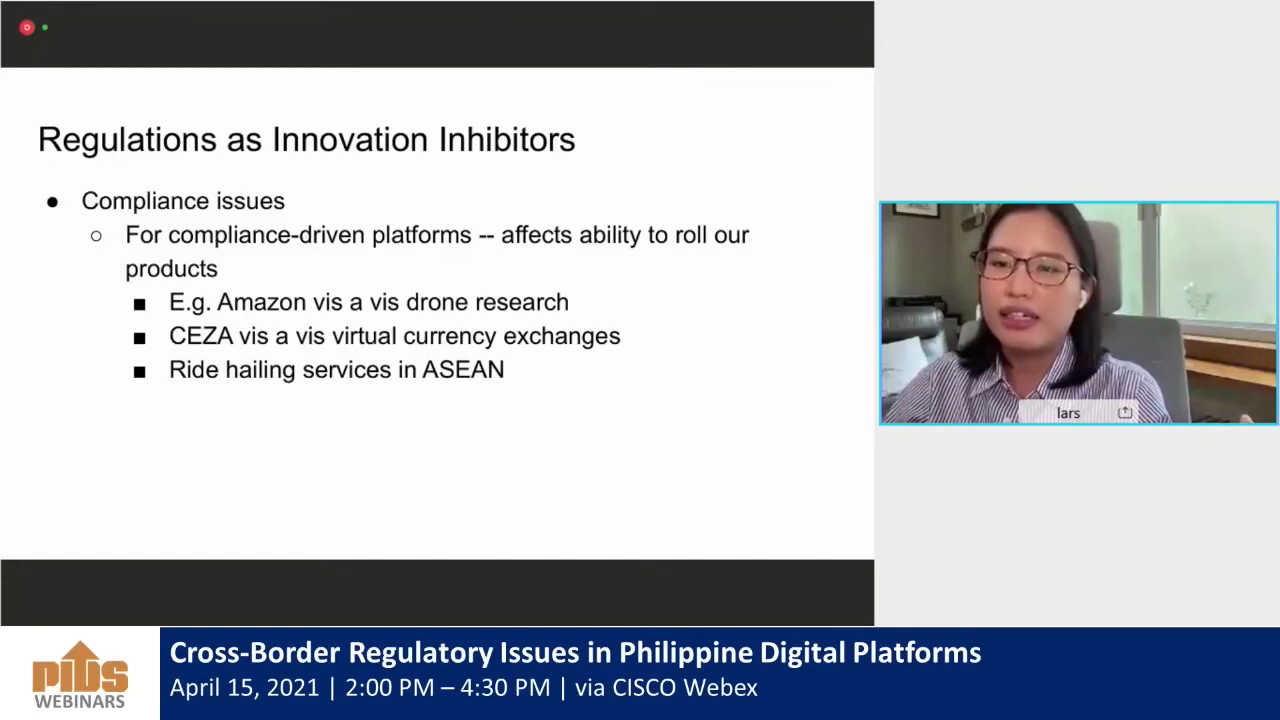 Regulations as Innovation Inhibitors
● Compliance issues
○ For compliance-driven platforms -- affects ability to roll our
products
■ E.g. Amazon vis a vis drone research
■ CEZA vis a vis virtual currency exchanges
■ Ride hailing services in ASEAN
lars
PIDS
WEBINARS
Cross-Border Regulatory Issues in Philippine Digital Platforms
April 15, 2021 | 2:00 PM – 4:30 PM | via CISCO Webex